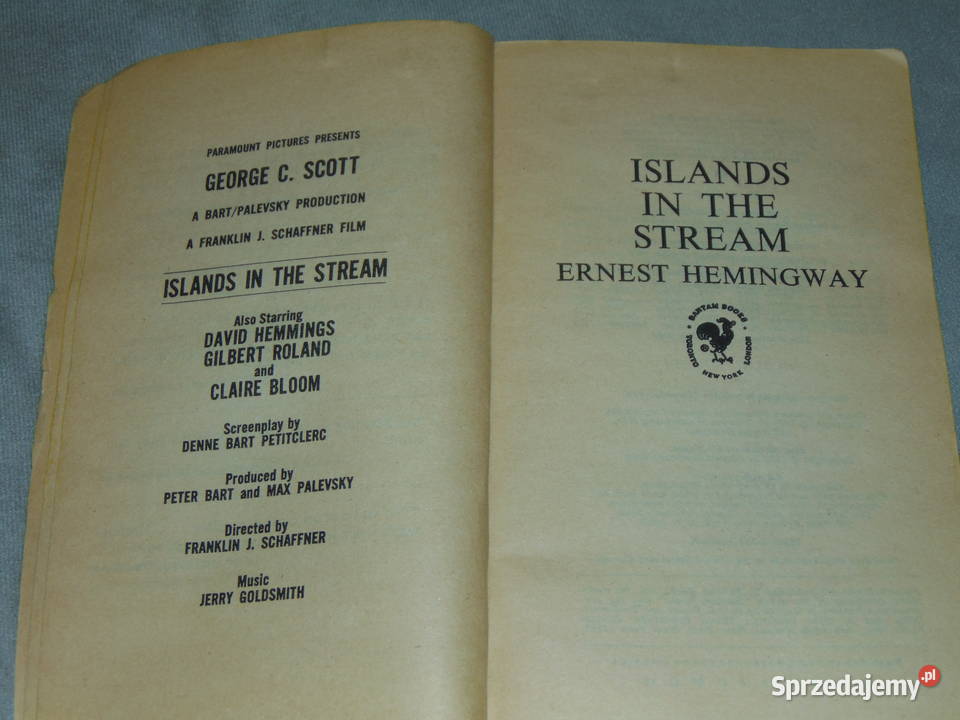 PARAMOUNT PICTURES PRESENTS
GEORGE C. SCOTT
A BART/PALEVSKY PRODUCTION
A FRANKLIN J. SCHAFFNER FILM
ISLANDS IN THE STREAM
Also Starring
DAVID HEMMINGS
GILBERT ROLAND
and
CLAIRE BLOOM
Screenplay by
DENNE BART PETITCLERC
Produced by
PETER BART and MAX PALEVSKY
Directed by
FRANKLIN J. SCHAFFNER
Music
JERRY GOLDSMITH
ISLANDS
IN THE
STREAM
ERNEST HEMINGWAY
BANTAM BOOKS
TORONTO
NEW YORK
LONDON
Sprzedajemy.pl